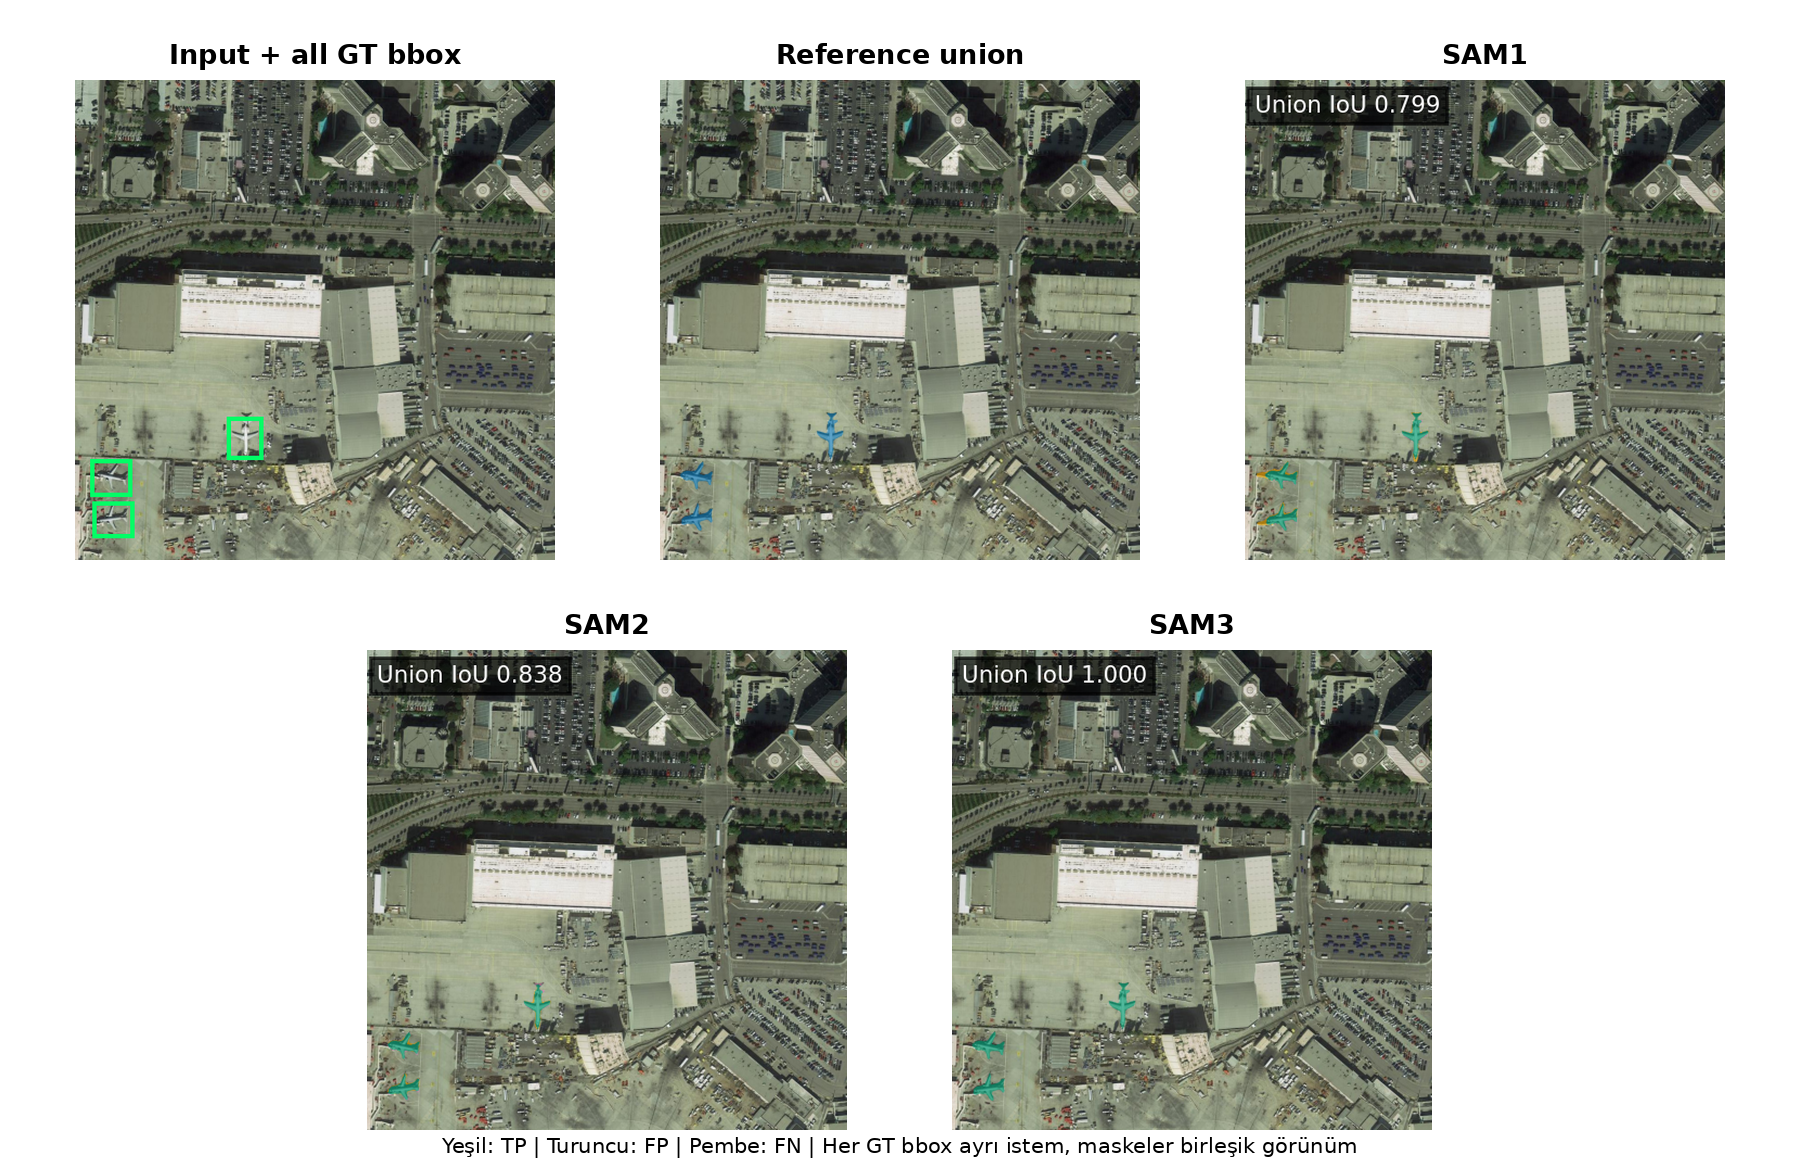 Input + all GT bbox
Reference union
SAM1
Union IoU 0.799
SAM2
SAM3
Union IoU 0.838
Union IoU 1.000
Yeşil: TP | Turuncu: FP | Pembe: FN | Her GT bbox ayrı istem, maskeler birleşik görünüm